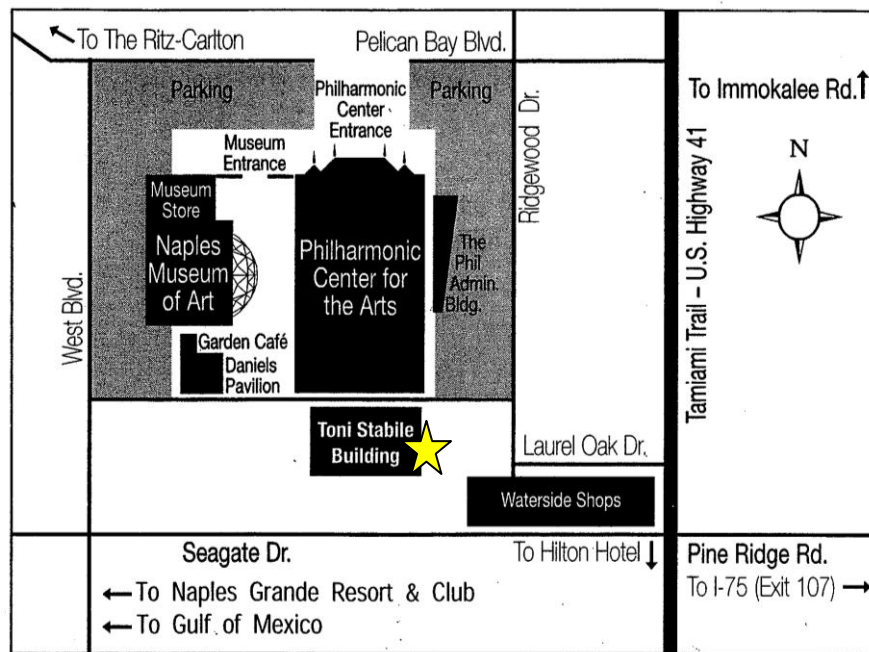 To The Ritz-Carlton
Pelican Bay Blvd.
Parking
Philharmonic
Center
Entrance
Parking
Ridgewood Dr.
To Immokalee Rd.
Museum
Entrance
N
Museum
Store
Naples
Museum
of Art
Philharmonic
Center for
the Arts
The
Phil
Admin.
Bldg.
Tamiami Trail – U.S. Highway 41
West Blvd.
Garden Café
Daniels
Pavilion
Toni Stabile
Building
Laurel Oak Dr.
Waterside Shops
Seagate Dr.
To Hilton Hotel
Pine Ridge Rd.
To I-75 (Exit 107)
To Naples Grande Resort & Club
To Gulf of Mexico